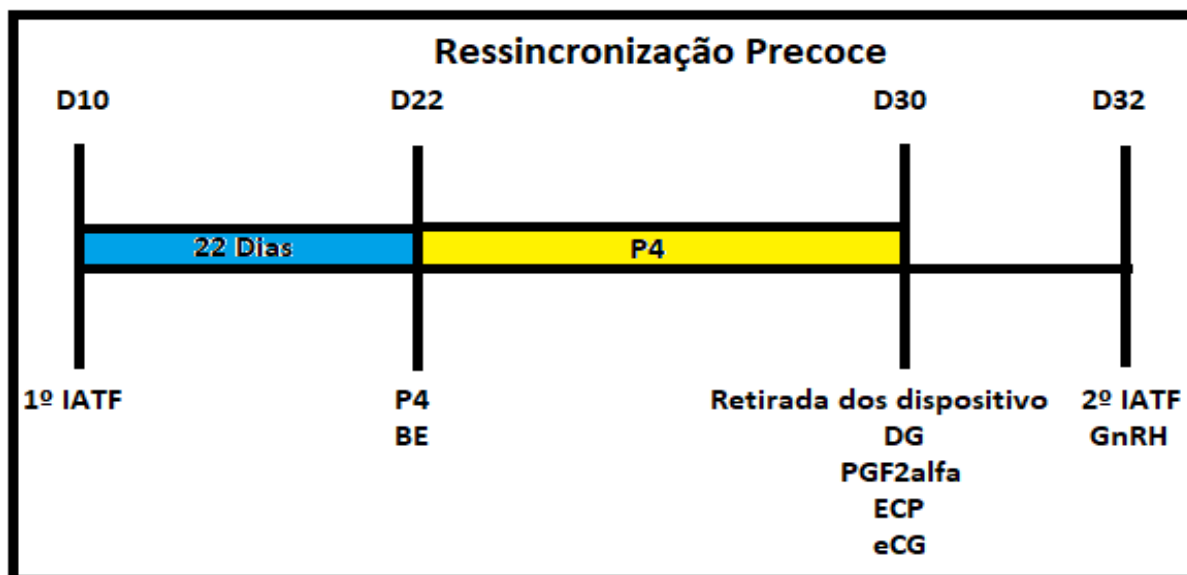 Ressincronização Precoce
D10 D22 D30 D32
22 Dias P4
1º IATF P4 Retirada dos dispositivo 2º IATF
BE DG GnRH
PGF2alfa
ECP
eCG